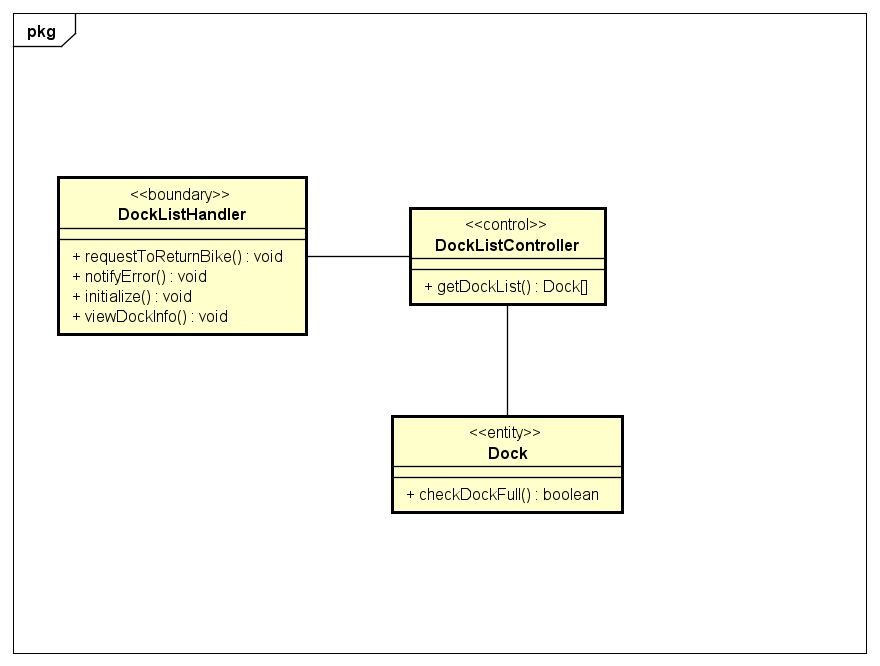 pkg
<<boundary>>
DockListHandler
+ requestToReturnBike() : void
+ notifyError() : void
+ initialize() : void
+ viewDockInfo() : void
<<control>>
DockListController
+ getDockList() : Dock[]
<<entity>>
Dock
+ checkDockFull() : boolean